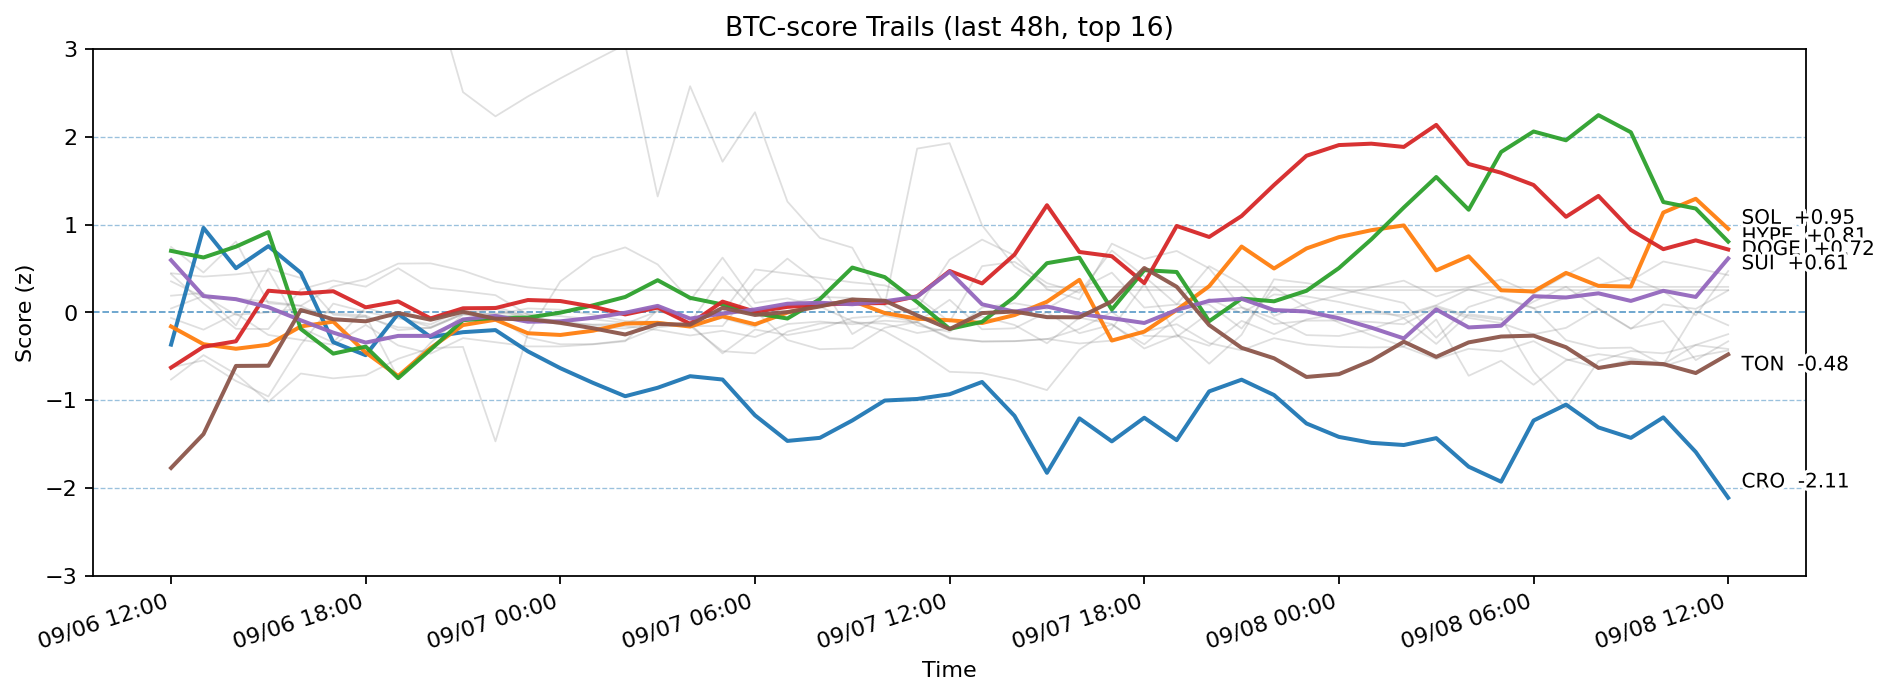 BTC-score Trails (last 48h, top 16)
Score (z)
3
2
1
0
−1
−2
−3
SOL +0.95
HYPE +0.81
DOGE +0.72
SUI +0.61
TON -0.48
CRO -2.11
09/06 12:00
09/06 18:00
09/07 00:00
09/07 06:00
09/07 12:00
09/07 18:00
09/08 00:00
09/08 06:00
09/08 12:00
Time